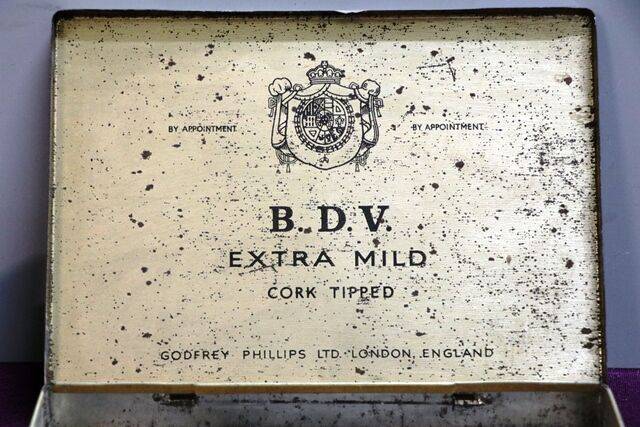 BY APPOINTMENT BY APPOINTMENT
B.D.V.
EXTRA MILD
CORK TIPPED
GODFREY PHILLIPS LTD. LONDON, ENGLAND